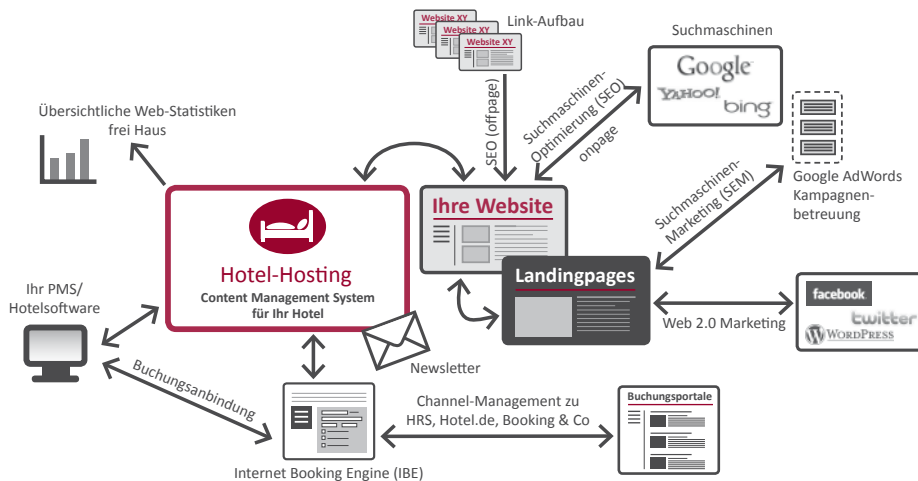 Website XY
Website XY
Website XY
Link-Aufbau
SEO (offpage)
Suchmaschinen-
Optimierung (SEO)
onpage
Suchmaschinen
Google
YAHOO!
bing
Google AdWords
Kampagnen-
betreuung
Suchmaschinen-
Marketing (SEM)
Übersichtliche Web-Statistiken
frei Haus
Ihre Website
Landingpages
Hotel-Hosting
Content Management System
für Ihr Hotel
Newsletter
Web 2.0 Marketing
facebook
twitter
WORDPRESS
Ihr PMS/
Hotelsoftware
Buchungsanbindung
Internet Booking Engine (IBE)
Channel-Management zu
HRS, Hotel.de, Booking & Co
Buchungsportale